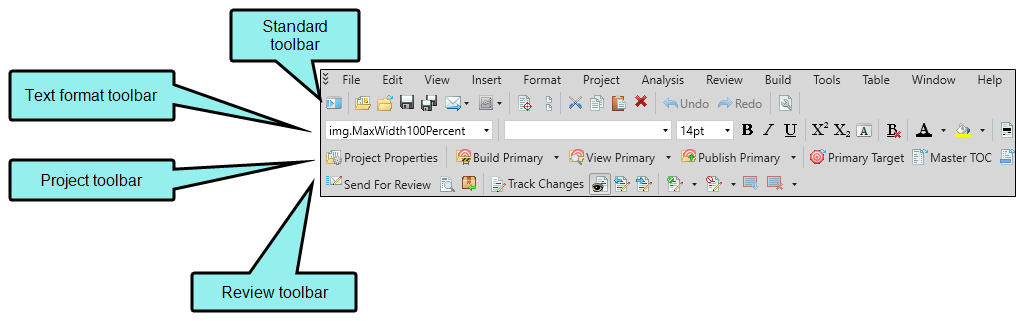 Standard
toolbar
Text format toolbar
Project toolbar
Review toolbar
File Edit View Insert Format Project Analysis Review Build Tools Table Window Help
Undo Redo
img.MaxWidth100Percent 14pt B I U X² X₂ A B A
Project Properties Build Primary View Primary Publish Primary Primary Target Master TOC
Send For Review Track Changes